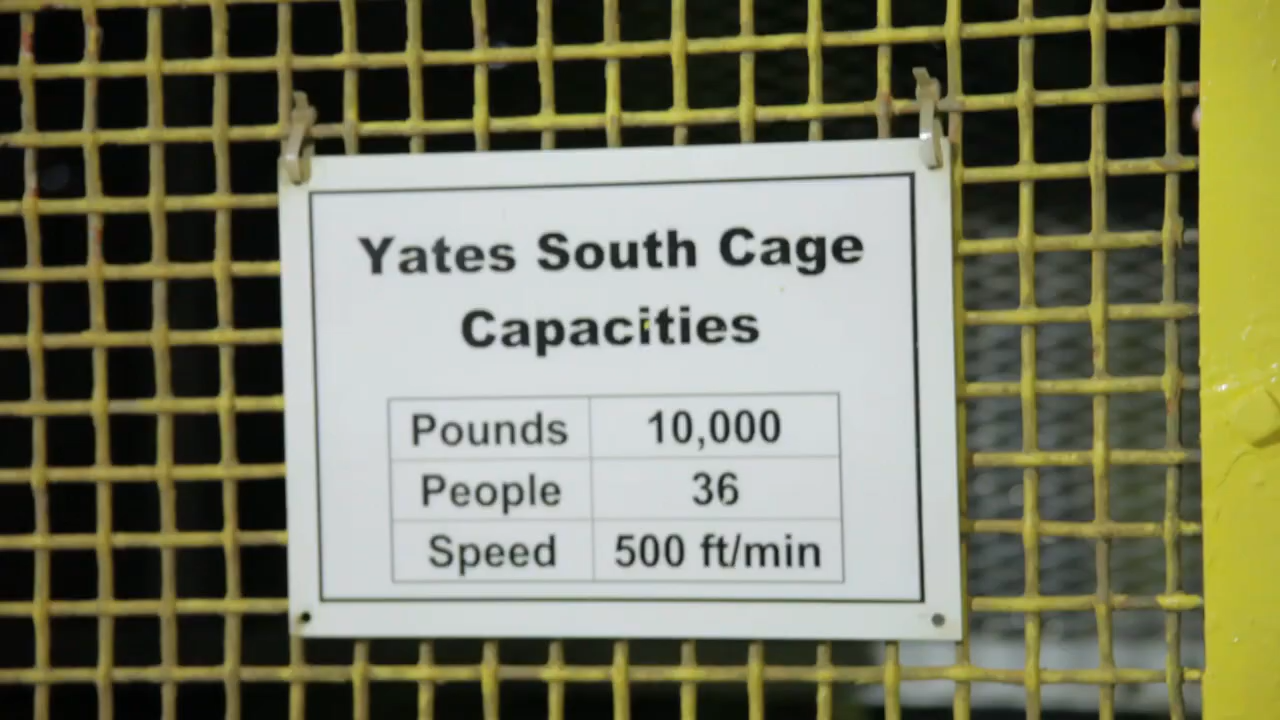 Yates South Cage
Capacities
Pounds 10,000
People 36
Speed 500 ft/min